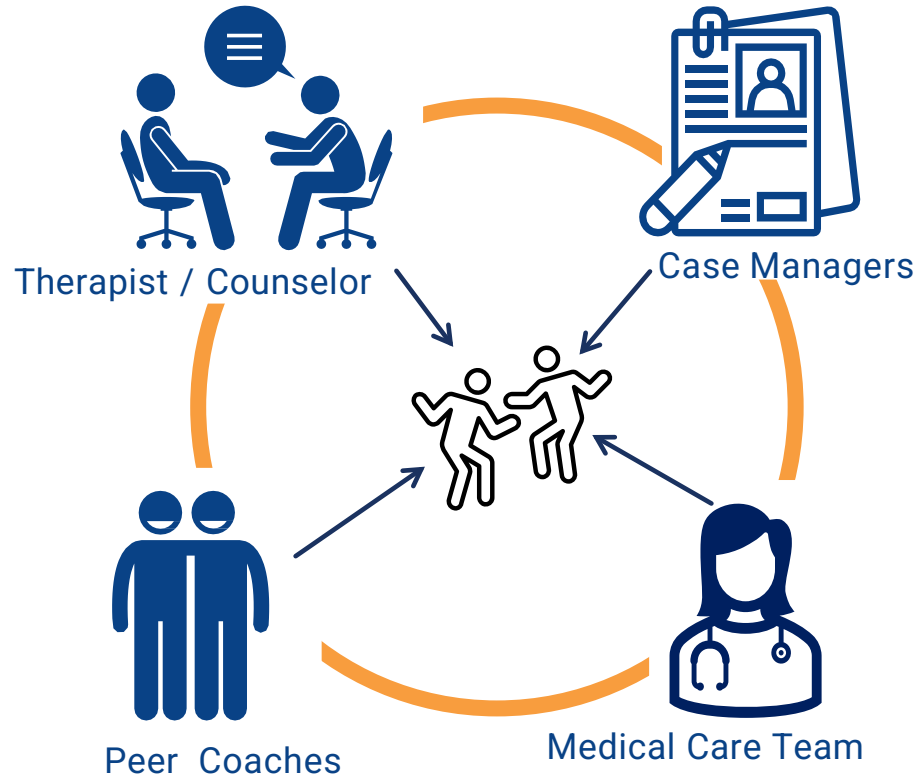 Therapist / Counselor
Case Managers
Peer Coaches
Medical Care Team